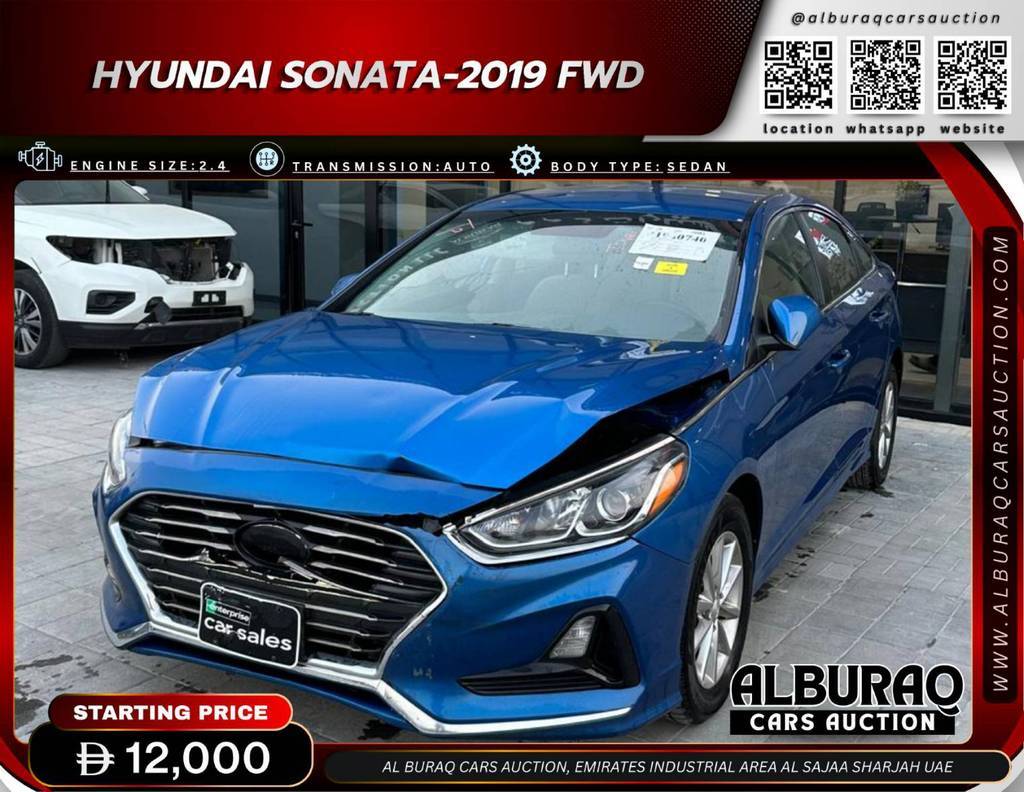 @alburaqcarsauction
HYUNDAI SONATA-2019 FWD
location whatsapp website
ENGINE SIZE:2.4
TRANSMISSION:AUTO
BODY TYPE: SEDAN
enterprise
car sales
WWW.ALBURAQCARSAUCTION.COM
ALBURAQ
CARS AUCTION
STARTING PRICE
12,000
AL BURAQ CARS AUCTION, EMIRATES INDUSTRIAL AREA AL SAJAA SHARJAH UAE